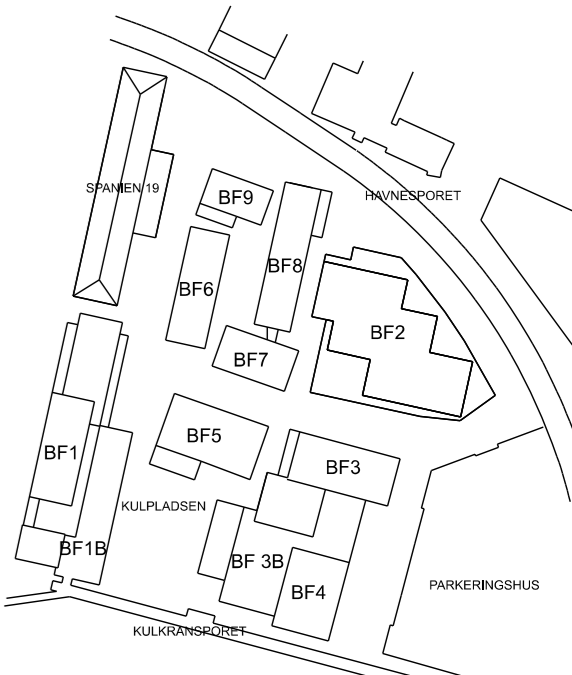 SPANIEN 19
BF9
HAVNESPORET
BF8
BF6
BF2
BF7
BF5
BF1
BF3
KULPLADSEN
BF1B
BF 3B
BF4
PARKERINGSHUS
KULKRANSPORET